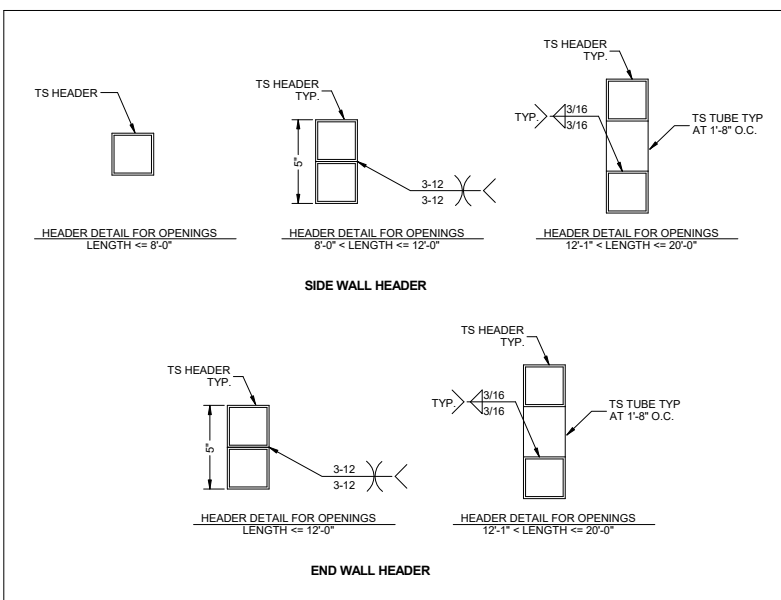 TS HEADER
HEADER DETAIL FOR OPENINGS
LENGTH <= 8'-0"
TS HEADER
TYP.
5"
3-12
3-12
HEADER DETAIL FOR OPENINGS
8'-0" < LENGTH <= 12'-0"
TS HEADER
TYP.
TYP.
3/16
3/16
TS TUBE TYP
AT 1'-8" O.C.
HEADER DETAIL FOR OPENINGS
12'-1" < LENGTH <= 20'-0"
SIDE WALL HEADER
TS HEADER
TYP.
5"
3-12
3-12
HEADER DETAIL FOR OPENINGS
LENGTH <= 12'-0"
TS HEADER
TYP.
TYP.
3/16
3/16
TS TUBE TYP
AT 1'-8" O.C.
HEADER DETAIL FOR OPENINGS
12'-1" < LENGTH <= 20'-0"
END WALL HEADER